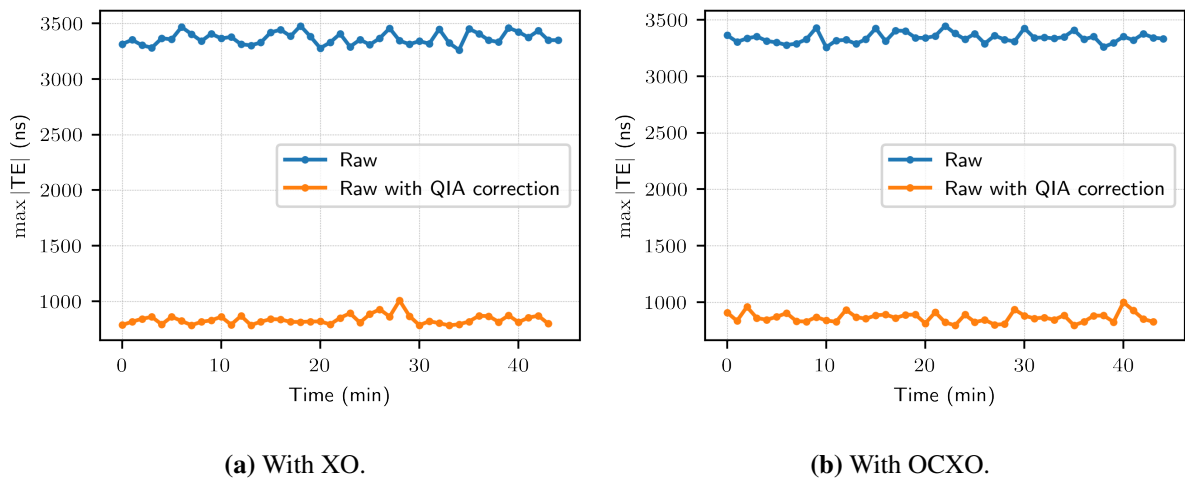 3500
3000
2500
2000
1500
1000
max |TE| (ns)
Raw
Raw with QIA correction
0
10
20
30
40
Time (min)
(a) With XO.
3500
3000
2500
2000
1500
1000
max |TE| (ns)
Raw
Raw with QIA correction
0
10
20
30
40
Time (min)
(b) With OCXO.